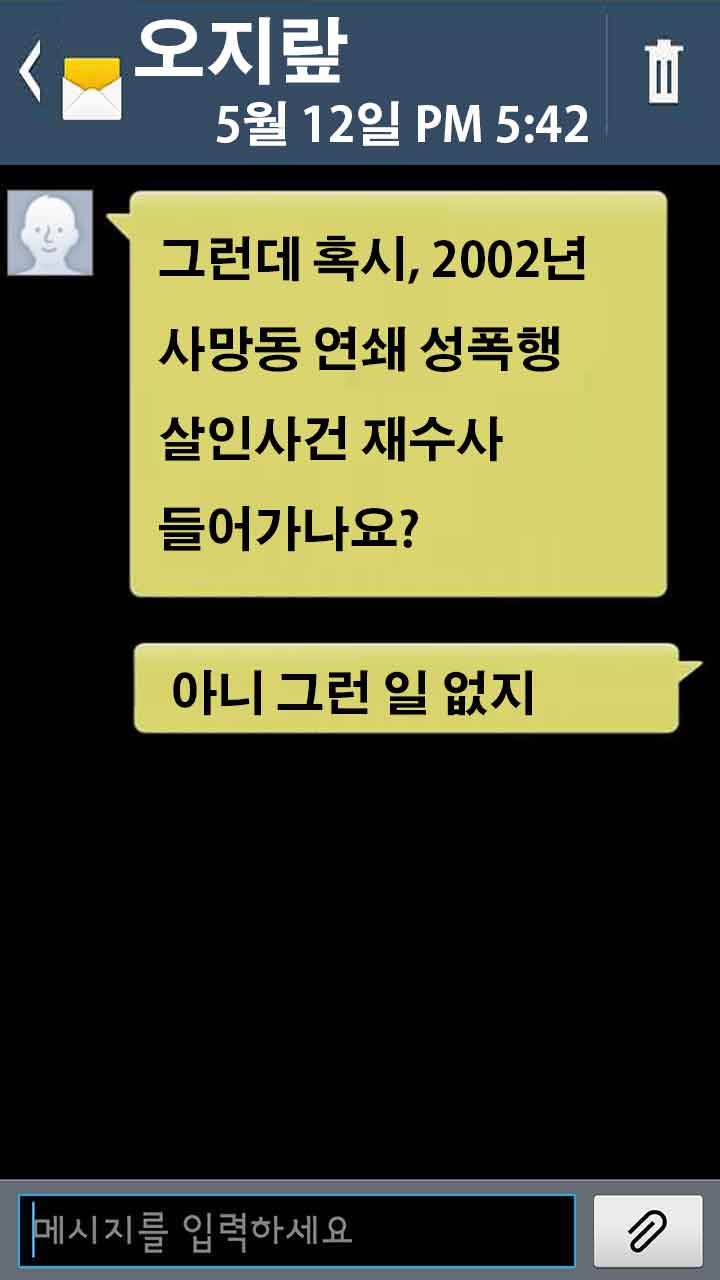 오지랖
5월 12일 PM 5:42
그런데 혹시, 2002년
사망동 연쇄 성폭행
살인사건 재수사
들어가나요?
아니 그런 일 없지
메시지를 입력하세요